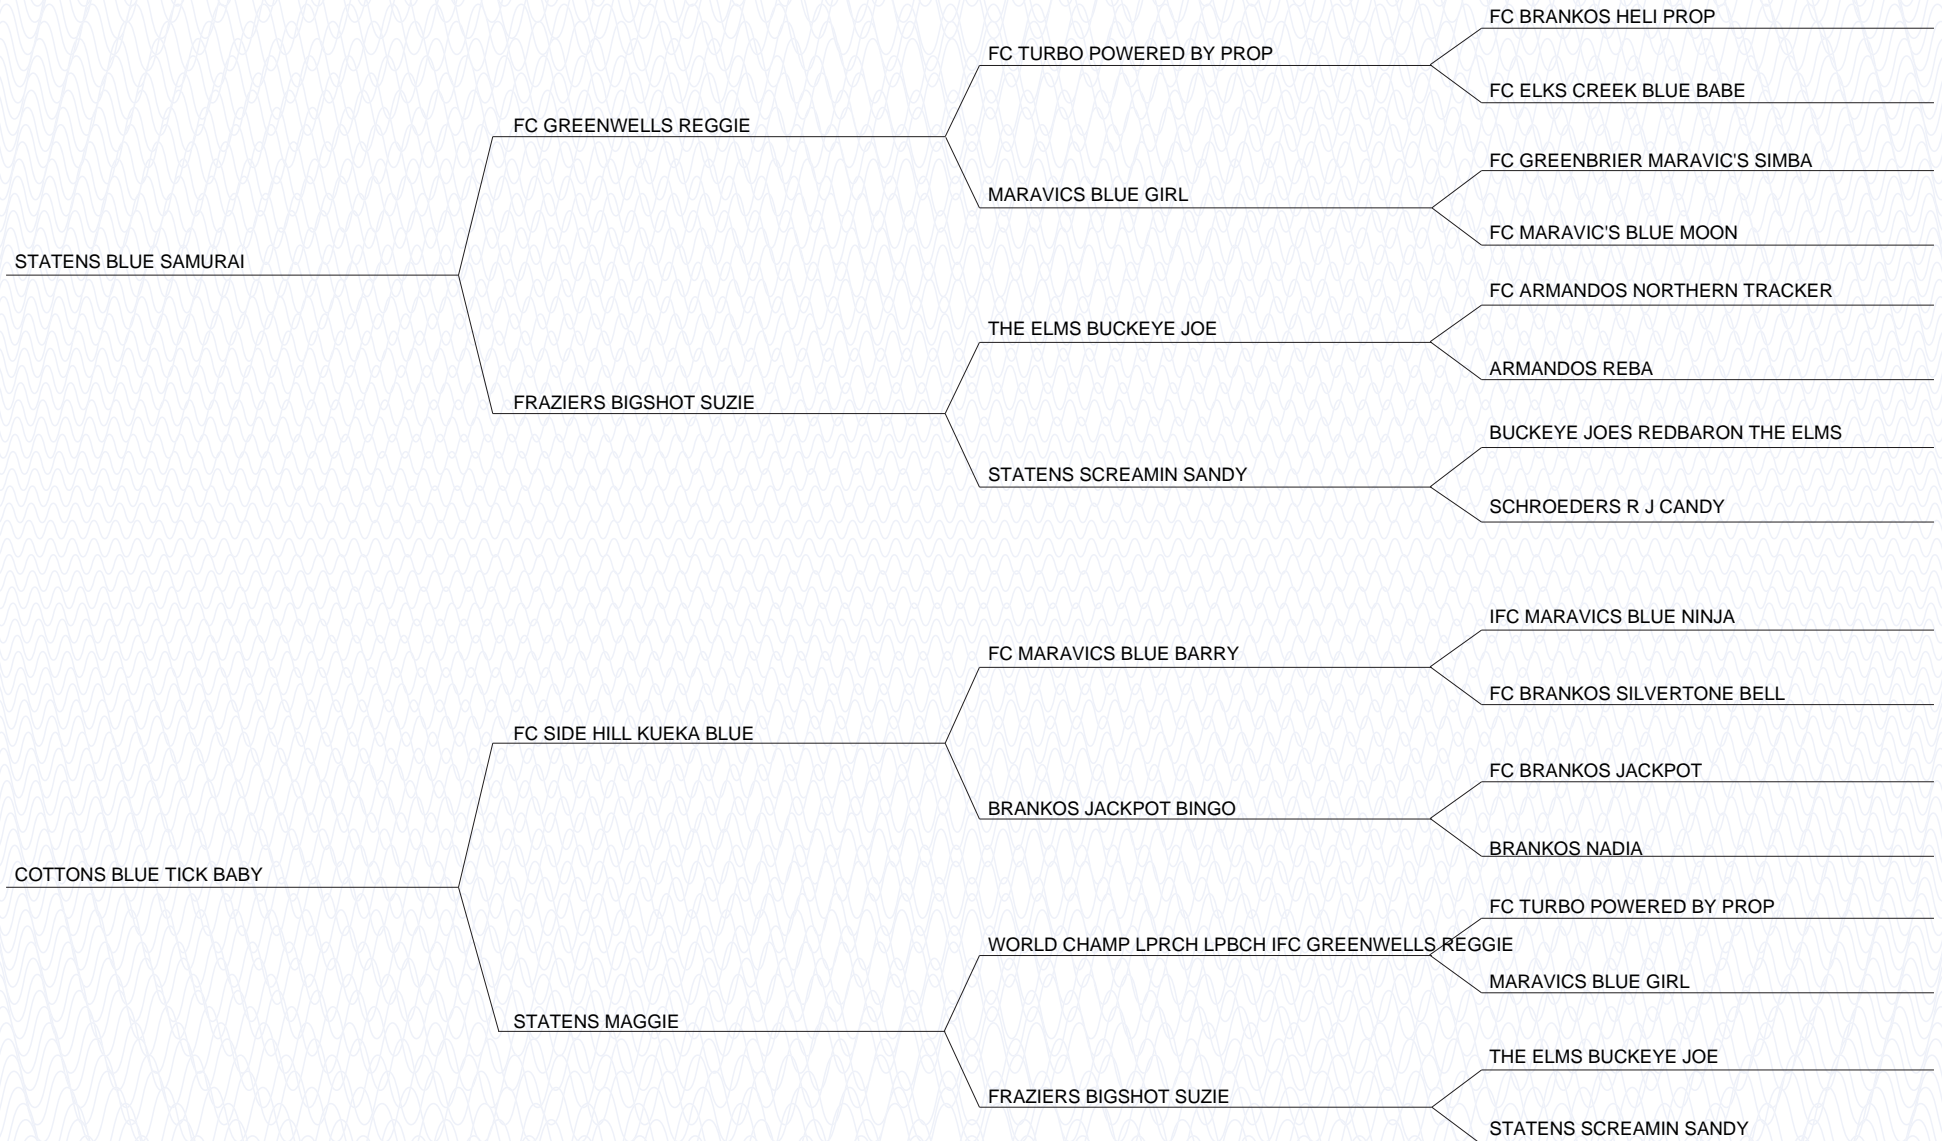 FC BRANKOS HELI PROP
FC TURBO POWERED BY PROP
FC ELKS CREEK BLUE BABE
FC GREENWELLS REGGIE
FC GREENBRIER MARAVIC'S SIMBA
MARAVICS BLUE GIRL
FC MARAVIC'S BLUE MOON
STATENS BLUE SAMURAI
FC ARMANDOS NORTHERN TRACKER
THE ELMS BUCKEYE JOE
ARMANDOS REBA
FRAZIERS BIGSHOT SUZIE
BUCKEYE JOES REDBARON THE ELMS
STATENS SCREAMIN SANDY
SCHROEDERS R J CANDY
IFC MARAVICS BLUE NINJA
FC MARAVICS BLUE BARRY
FC BRANKOS SILVERTONE BELL
FC SIDE HILL KUEKA BLUE
FC BRANKOS JACKPOT
BRANKOS JACKPOT BINGO
BRANKOS NADIA
COTTONS BLUE TICK BABY
FC TURBO POWERED BY PROP
WORLD CHAMP LPRCH LPBCH IFC GREENWELLS REGGIE
MARAVICS BLUE GIRL
STATENS MAGGIE
THE ELMS BUCKEYE JOE
FRAZIERS BIGSHOT SUZIE
STATENS SCREAMIN SANDY